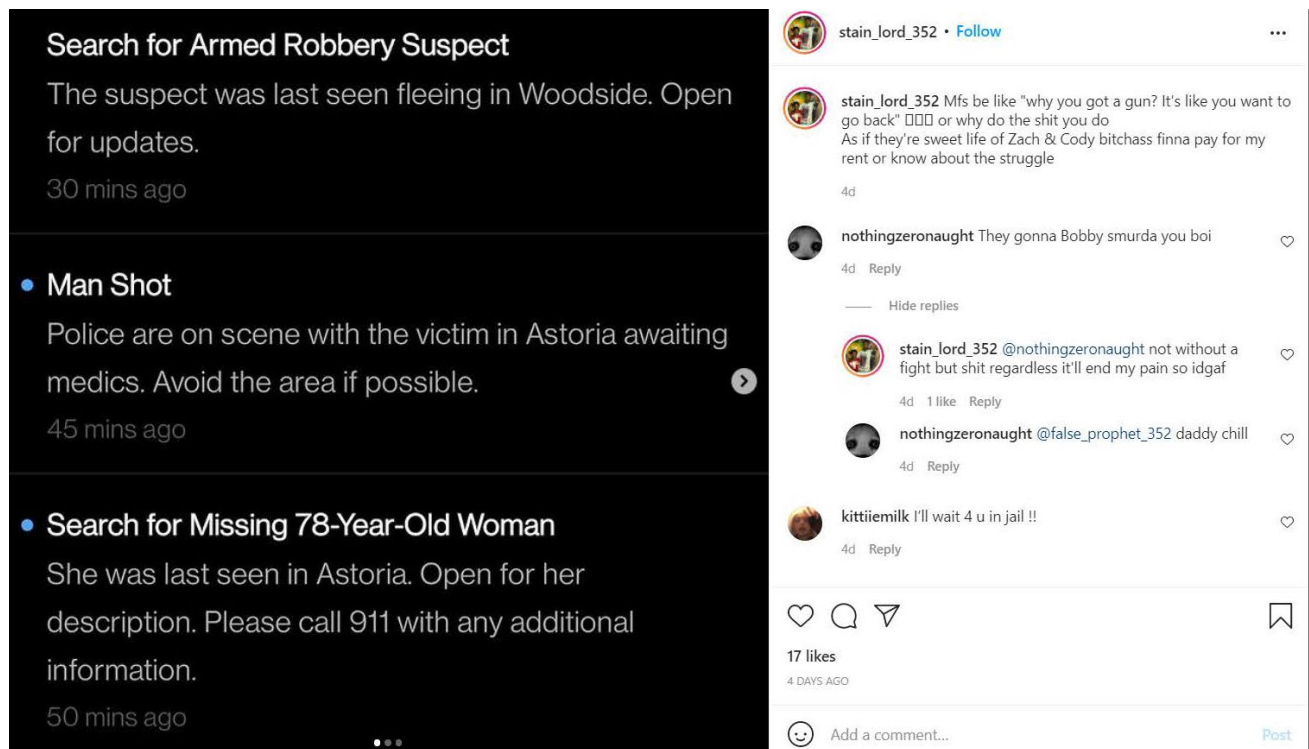 Search for Armed Robbery Suspect
The suspect was last seen fleeing in Woodside. Open
for updates.
30 mins ago
Man Shot
Police are on scene with the victim in Astoria awaiting
medics. Avoid the area if possible.
45 mins ago
Search for Missing 78-Year-Old Woman
She was last seen in Astoria. Open for her
description. Please call 911 with any additional
information.
50 mins ago
stain_lord_352 • Follow
stain_lord_352 Mfs be like "why you got a gun? It's like you want to
go back" ▯▯▯ or why do the shit you do
As if they're sweet life of Zach & Cody bitchass finna pay for my
rent or know about the struggle
4d
nothingzeronaught They gonna Bobby smurda you boi
4d Reply
Hide replies
stain_lord_352 @nothingzeronaught not without a
fight but shit regardless it'll end my pain so idgaf
4d 1 like Reply
nothingzeronaught @false_prophet_352 daddy chill
4d Reply
kittiiemilk I'll wait 4 u in jail !!
4d Reply
17 likes
4 DAYS AGO
Add a comment...
Post